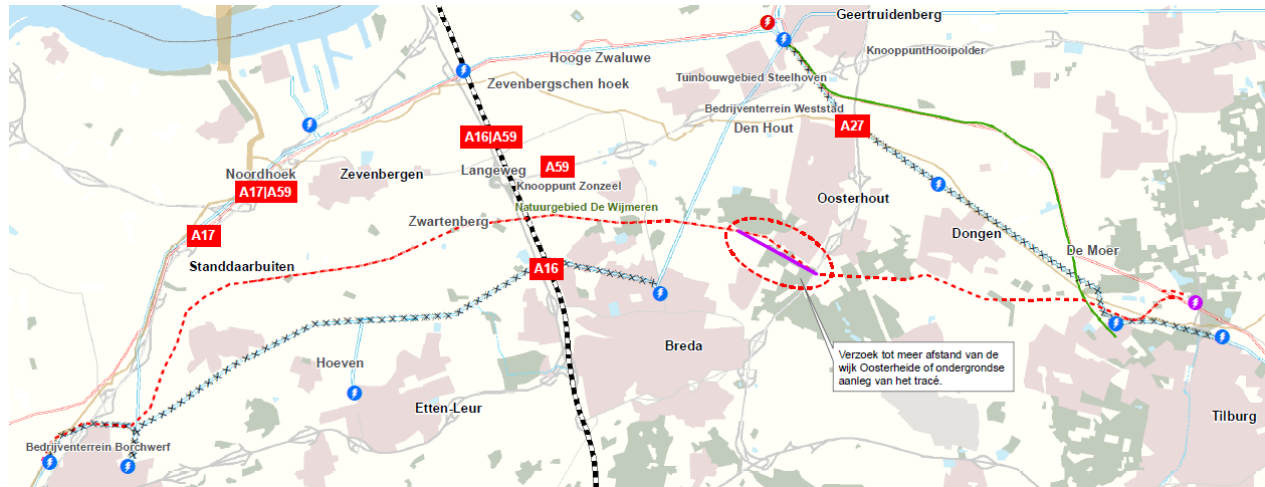 Geertruidenberg
KnooppuntHooipolder
Hooge Zwaluwe
Tuinbouwgebied Steelhoven
Zevenbergschen hoek
Bedrijventerrein Weststad
A27
Den Hout
A16|A59
A59
Noordhoek
Zevenbergen
Langeweg
Knooppunt Zonzeel
A17|A59
Natuurgebied De Wijmeren
Oosterhout
Zwartenberg
A17
Dongen
De Moer
Standdaarbuiten
A16
Breda
Verzoek tot meer afstand van de
wijk Oosterheide of ondergrondse
aanleg van het tracé.
Hoeven
Etten-Leur
Tilburg
Bedrijventerrein Borchwerf